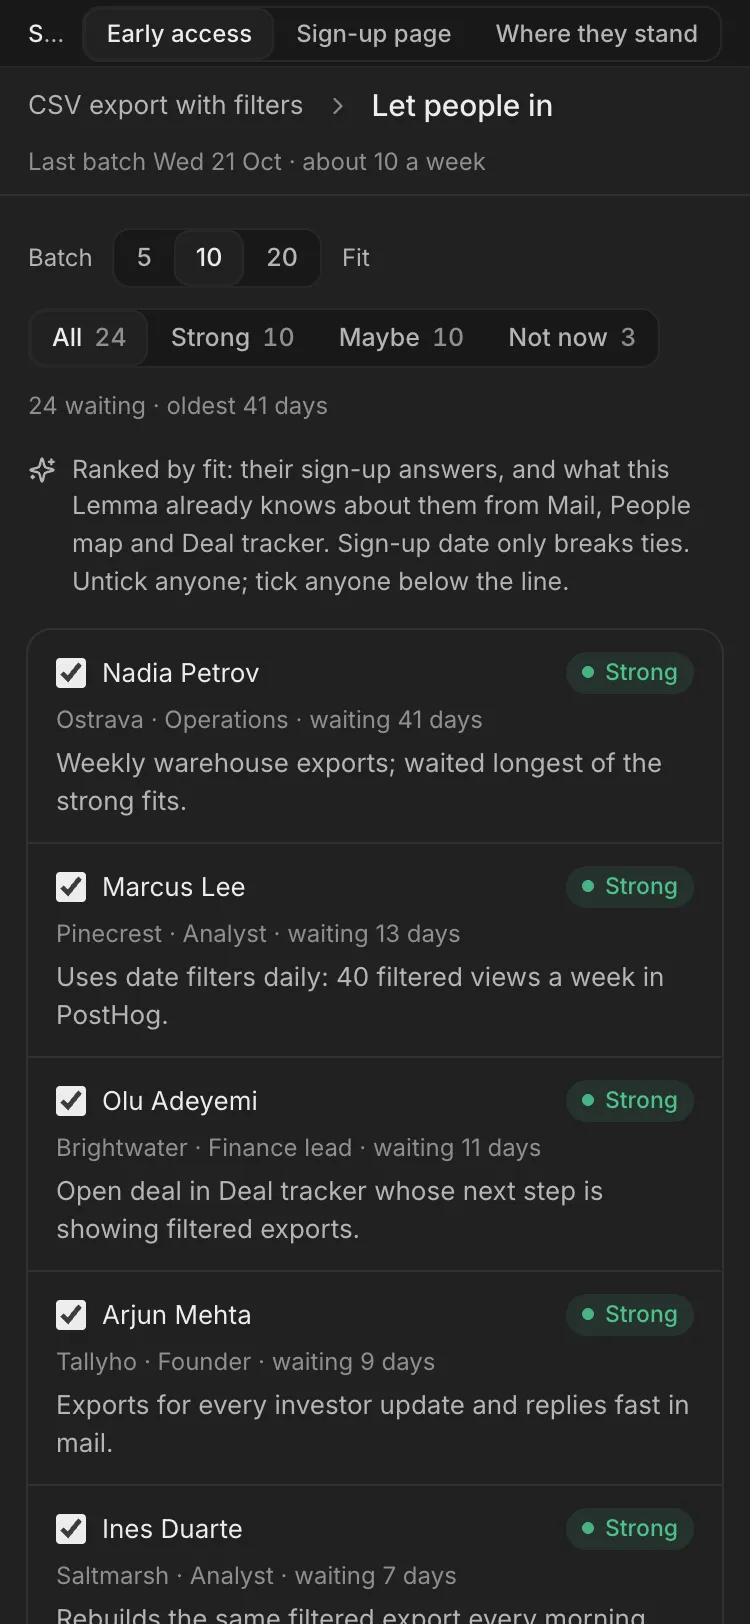 S...
Early access
Sign-up page
Where they stand
CSV export with filters
Let people in
Last batch Wed 21 Oct · about 10 a week
Batch
5
10
20
Fit
All 24
Strong 10
Maybe 10
Not now 3
24 waiting · oldest 41 days
Ranked by fit: their sign-up answers, and what this
Lemma already knows about them from Mail, People
map and Deal tracker. Sign-up date only breaks ties.
Untick anyone; tick anyone below the line.
Nadia Petrov
Strong
Ostrava · Operations · waiting 41 days
Weekly warehouse exports; waited longest of the
strong fits.
Marcus Lee
Strong
Pinecrest · Analyst · waiting 13 days
Uses date filters daily: 40 filtered views a week in
PostHog.
Olu Adeyemi
Strong
Brightwater · Finance lead · waiting 11 days
Open deal in Deal tracker whose next step is
showing filtered exports.
Arjun Mehta
Strong
Tallyho · Founder · waiting 9 days
Exports for every investor update and replies fast in
mail.
Ines Duarte
Strong
Saltmarsh · Analyst · waiting 7 days
Rebuilds the same filtered export every morning